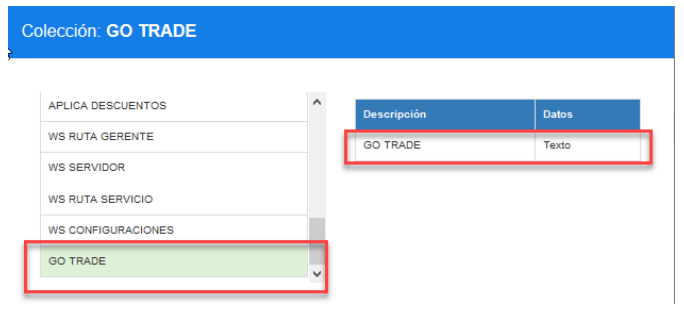 Colección: GO TRADE
APLICA DESCUENTOS
WS RUTA GERENTE
WS SERVIDOR
WS RUTA SERVICIO
WS CONFIGURACIONES
GO TRADE
Descripción Datos
GO TRADE Texto